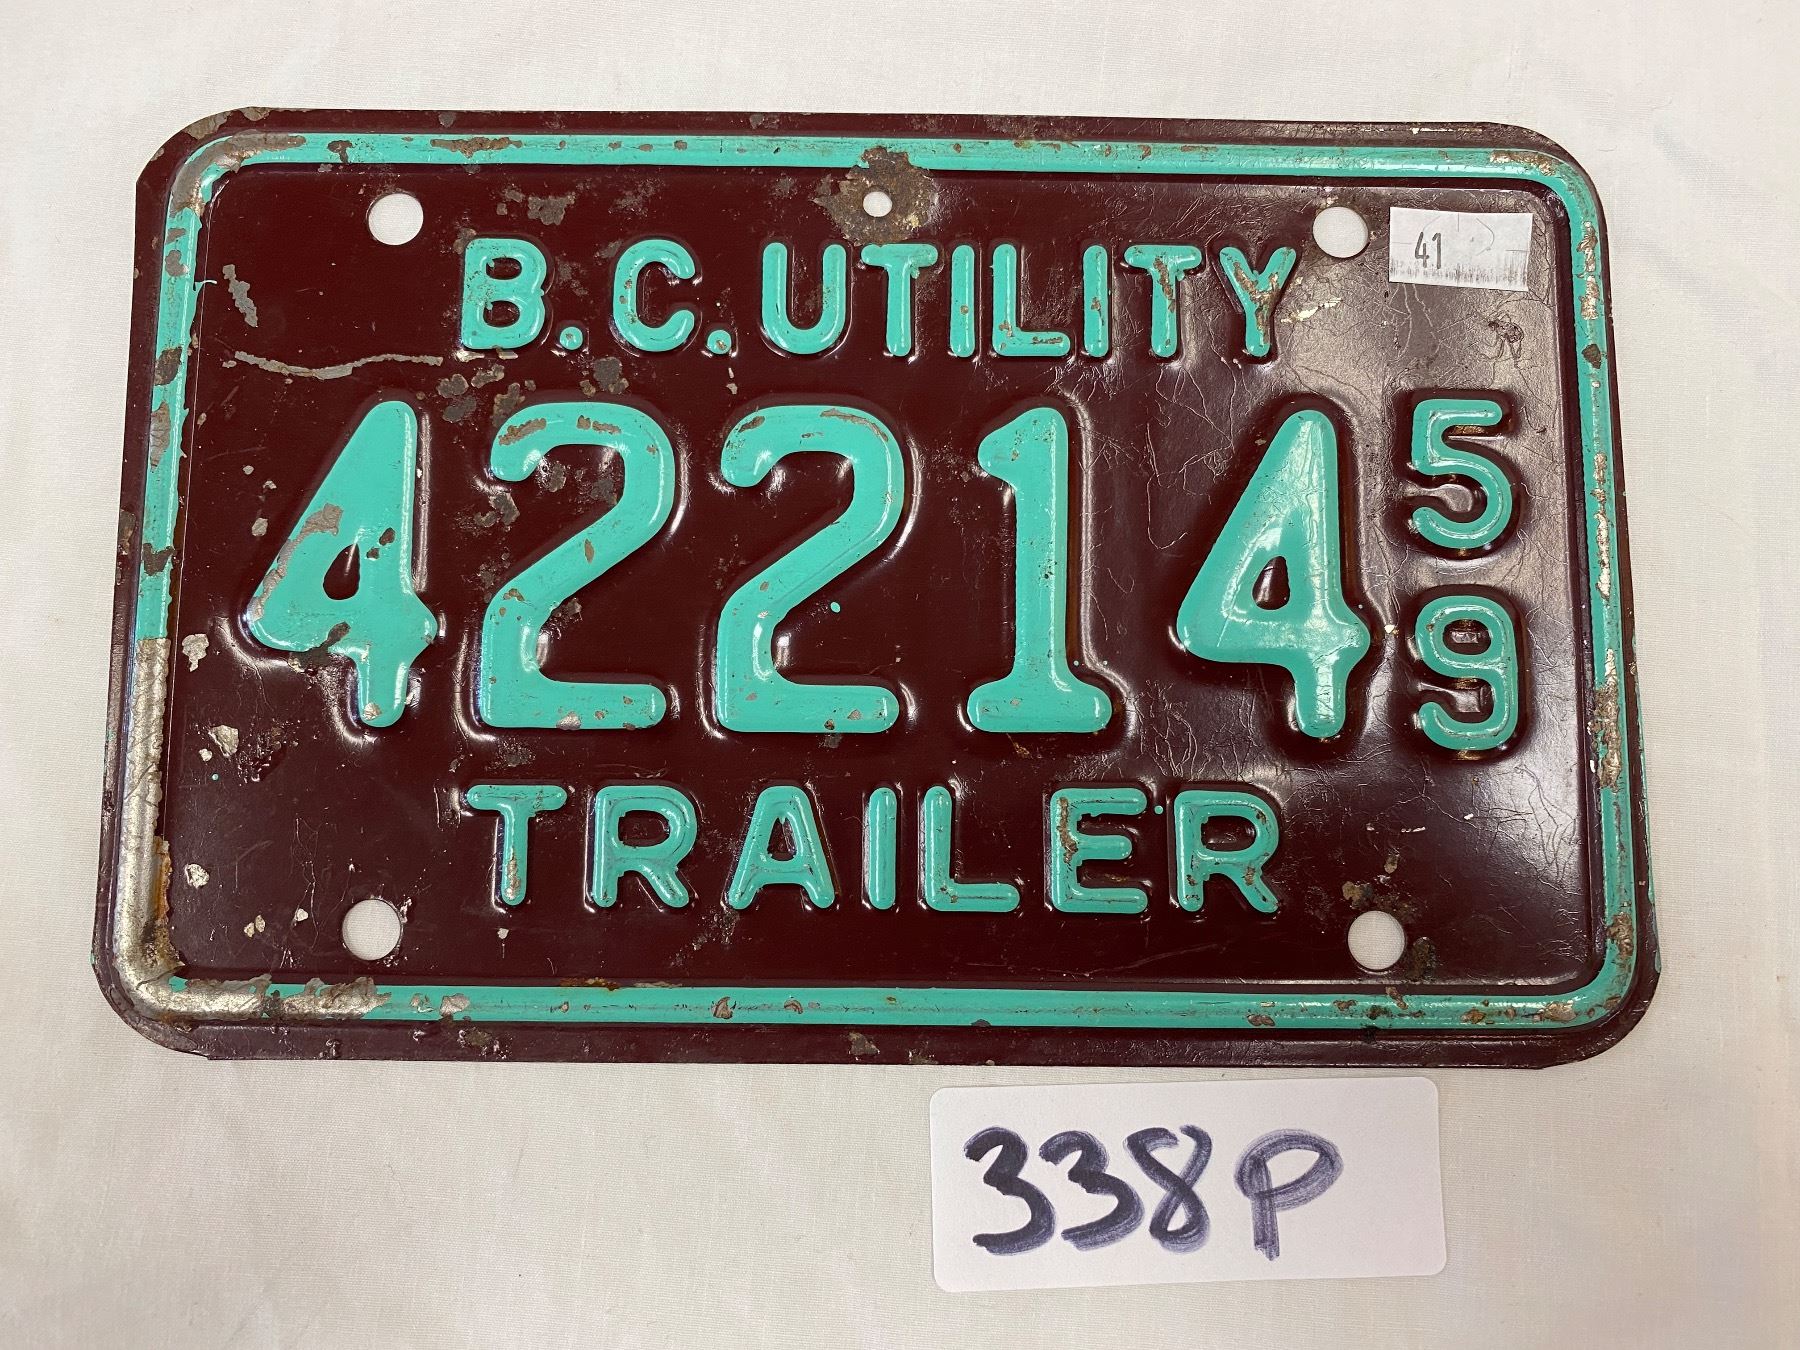 B.C. UTILITY
41
42214 59
TRAILER
338P